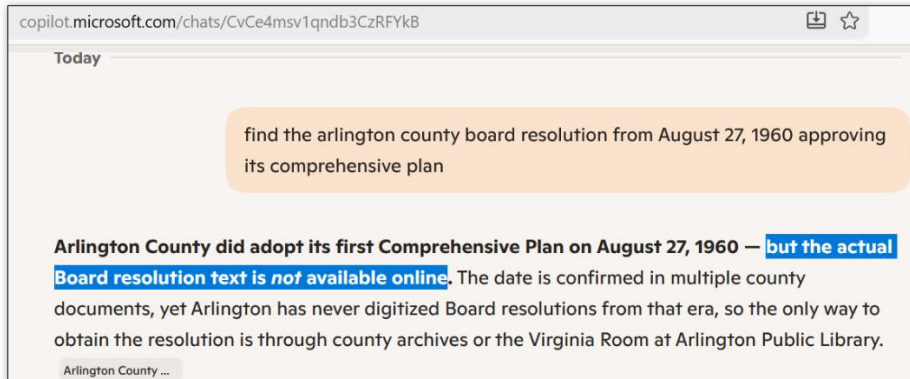 copilot.microsoft.com/chats/CvCe4msv1qndb3CzRFYkB
Today
find the arlington county board resolution from August 27, 1960 approving
its comprehensive plan
Arlington County did adopt its first Comprehensive Plan on August 27, 1960 — but the actual
Board resolution text is not available online. The date is confirmed in multiple county
documents, yet Arlington has never digitized Board resolutions from that era, so the only way to
obtain the resolution is through county archives or the Virginia Room at Arlington Public Library.
Arlington County ...